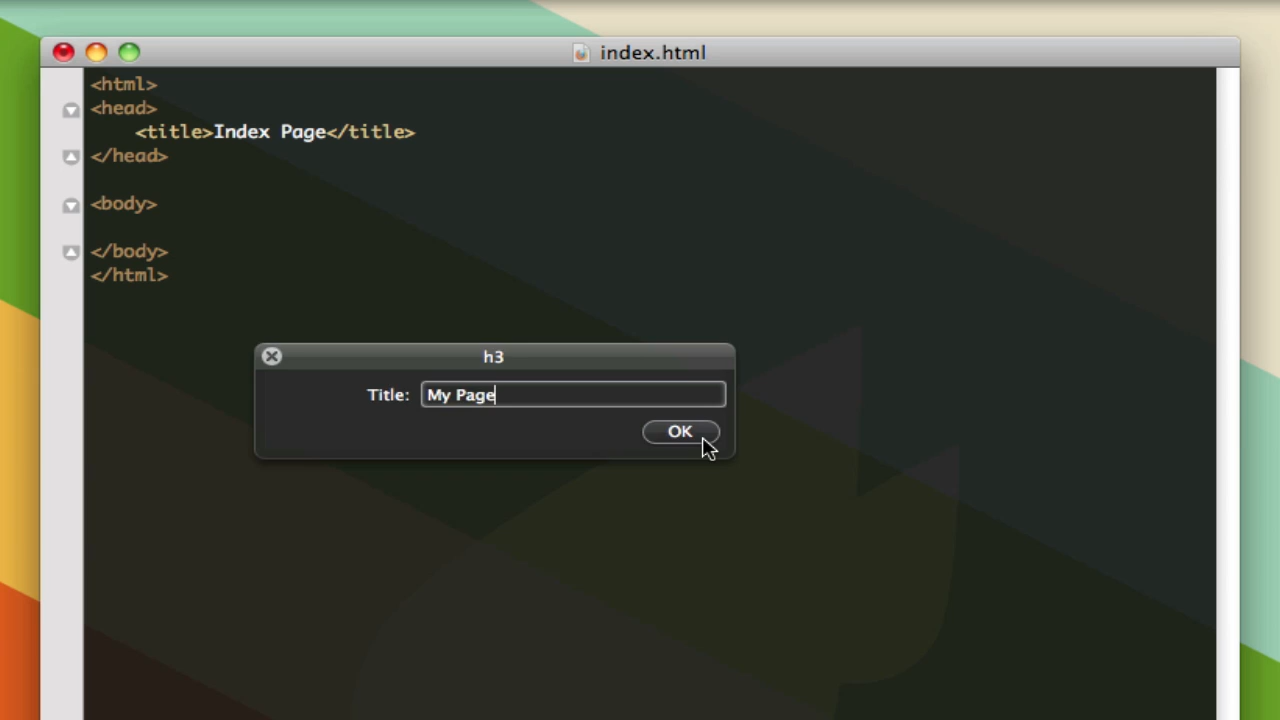 index.html
<html>
<head>
<title>Index Page</title>
</head>
<body>
</body>
</html>
h3
Title: My Page
OK